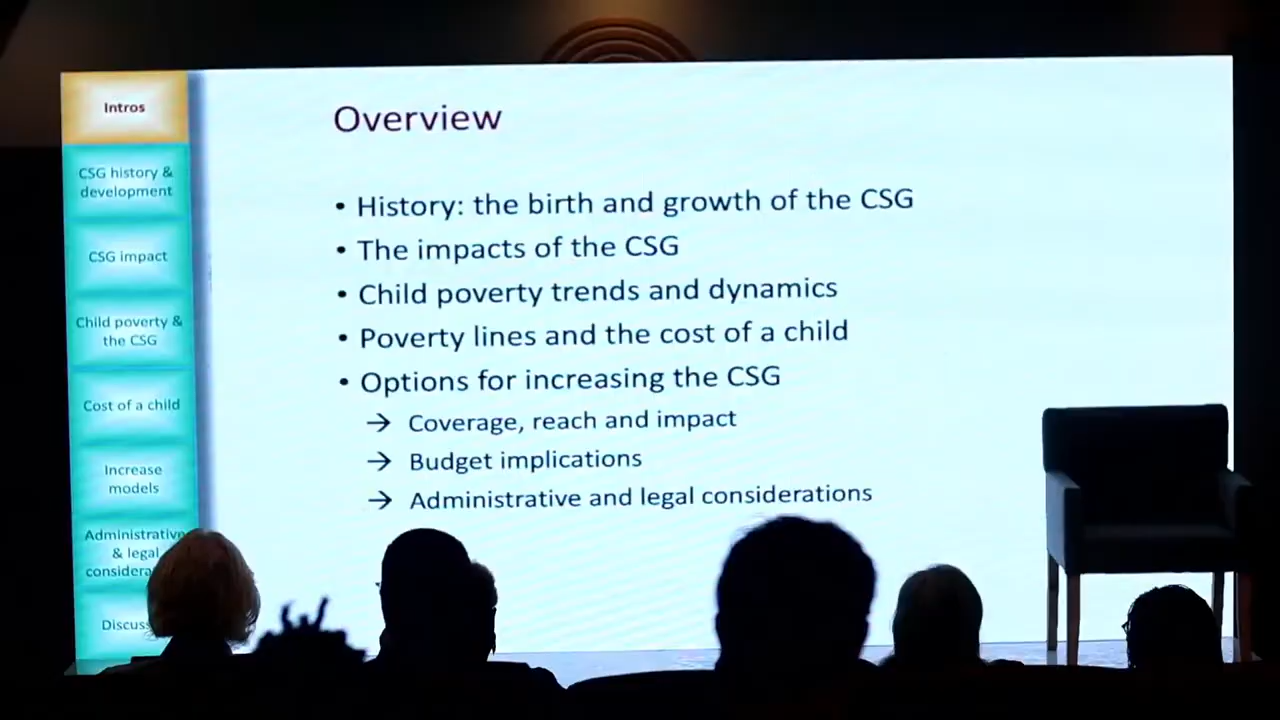 Intros
CSG history &
development
CSG impact
Child poverty &
the CSG
Cost of a child
Increase
models
Administrative
& legal
Overview
• History: the birth and growth of the CSG
• The impacts of the CSG
• Child poverty trends and dynamics
• Poverty lines and the cost of a child
• Options for increasing the CSG
→ Coverage, reach and impact
→ Budget implications
→ Administrative and legal considerations